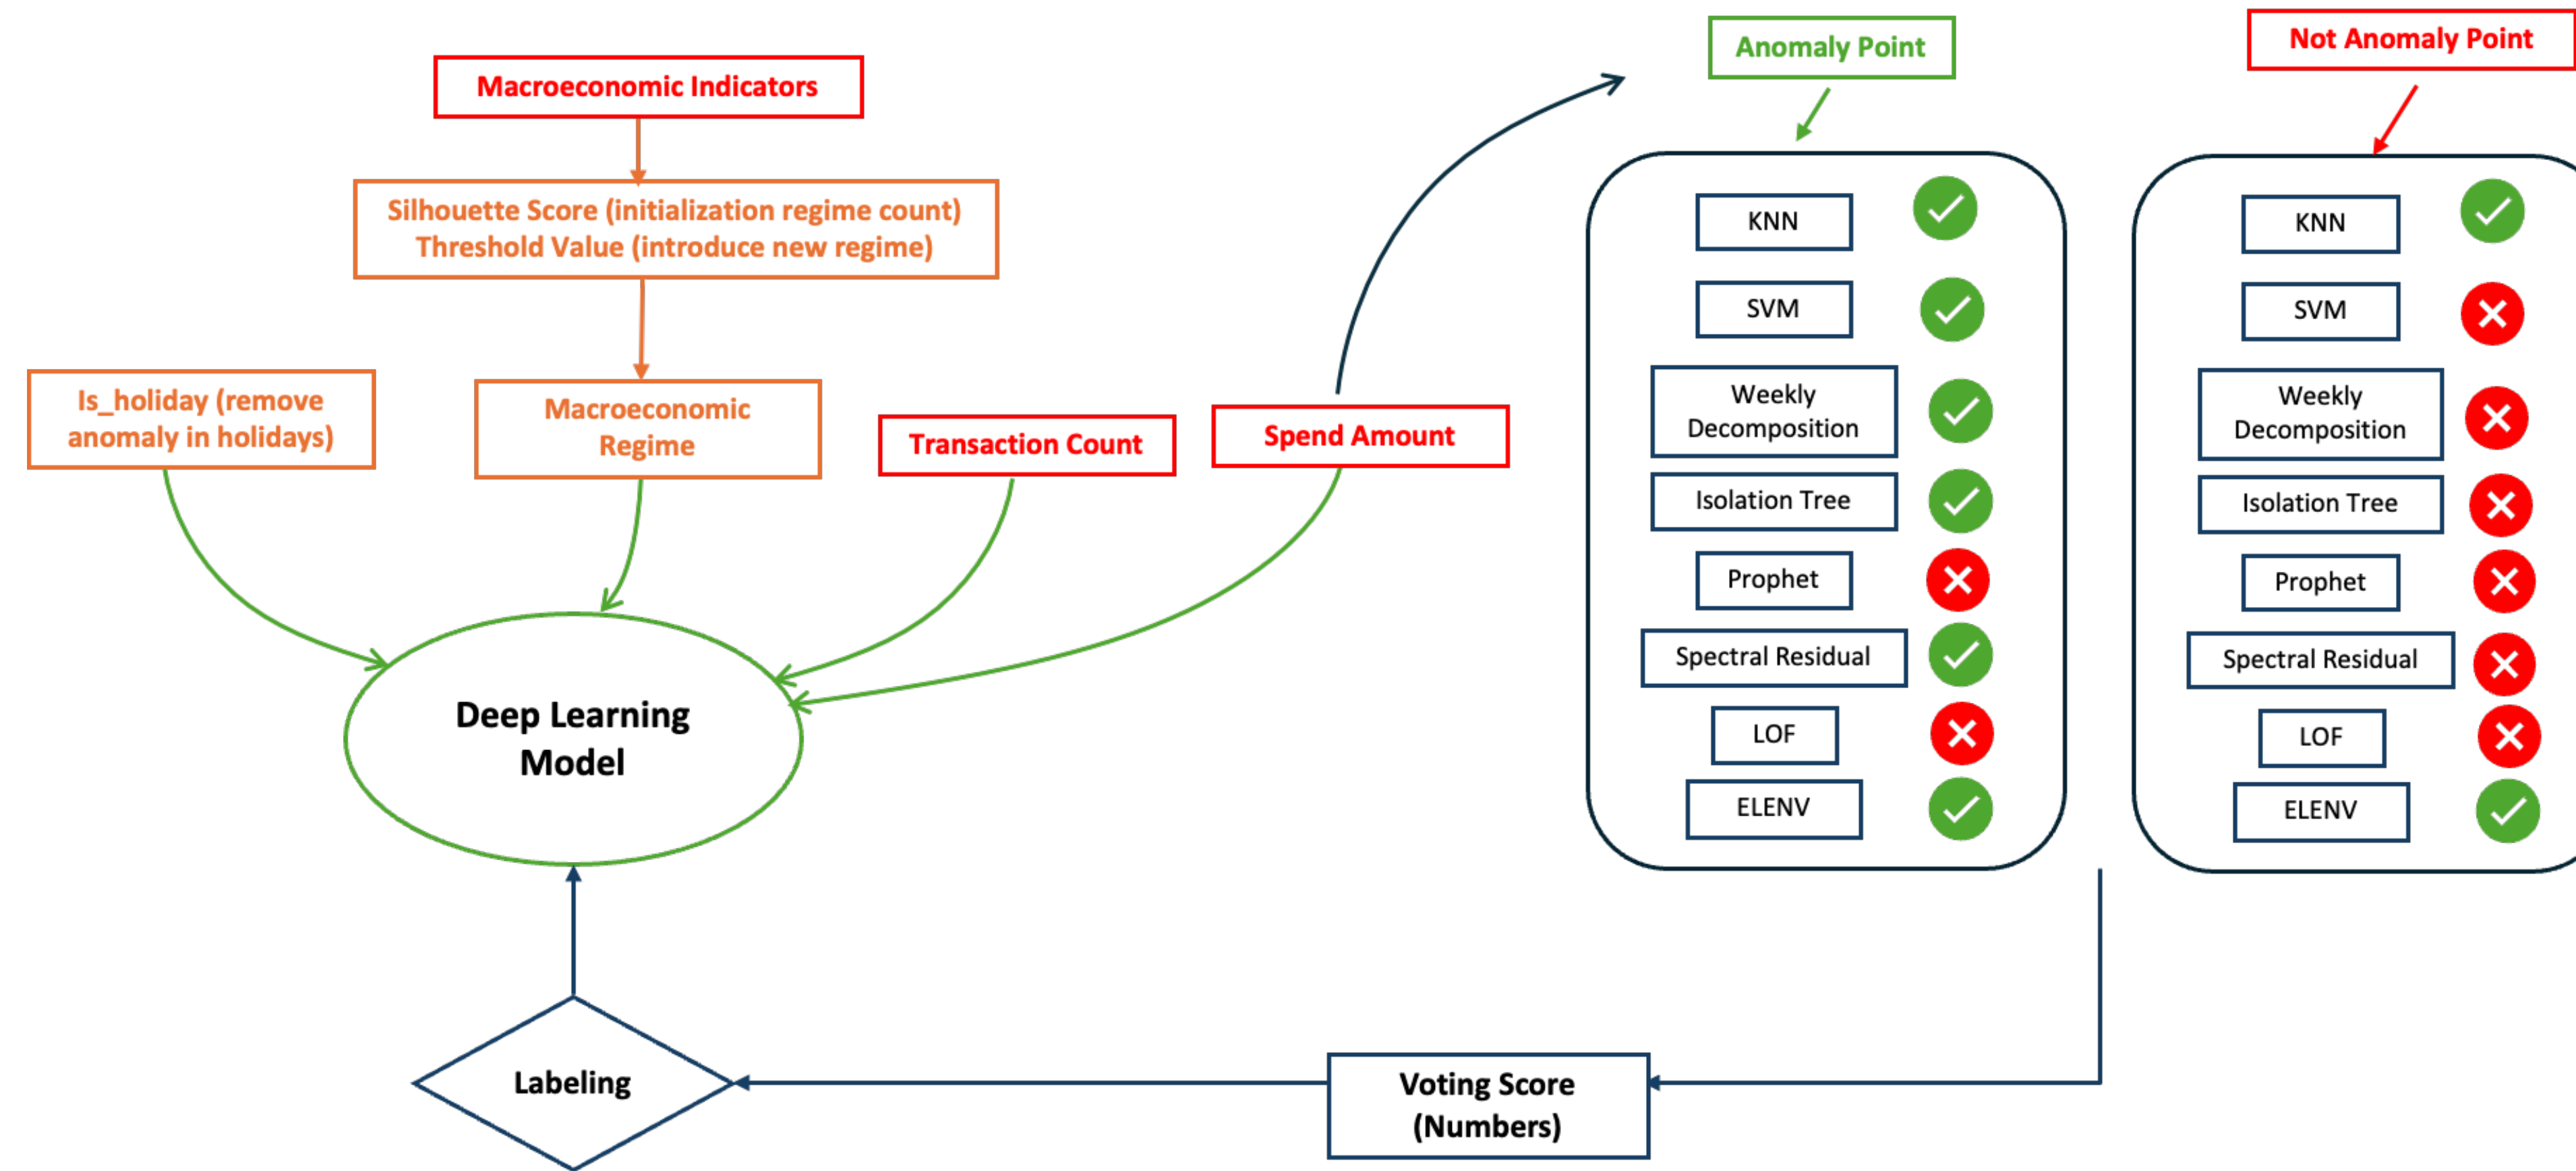 Macroeconomic Indicators
Silhouette Score (initialization regime count)
Threshold Value (introduce new regime)
Is_holiday (remove
anomaly in holidays)
Macroeconomic
Regime
Transaction Count
Spend Amount
Deep Learning
Model
Labeling
Voting Score
(Numbers)
Anomaly Point
KNN
SVM
Weekly
Decomposition
Isolation Tree
Prophet
Spectral Residual
LOF
ELENV
Not Anomaly Point
KNN
SVM
Weekly
Decomposition
Isolation Tree
Prophet
Spectral Residual
LOF
ELENV